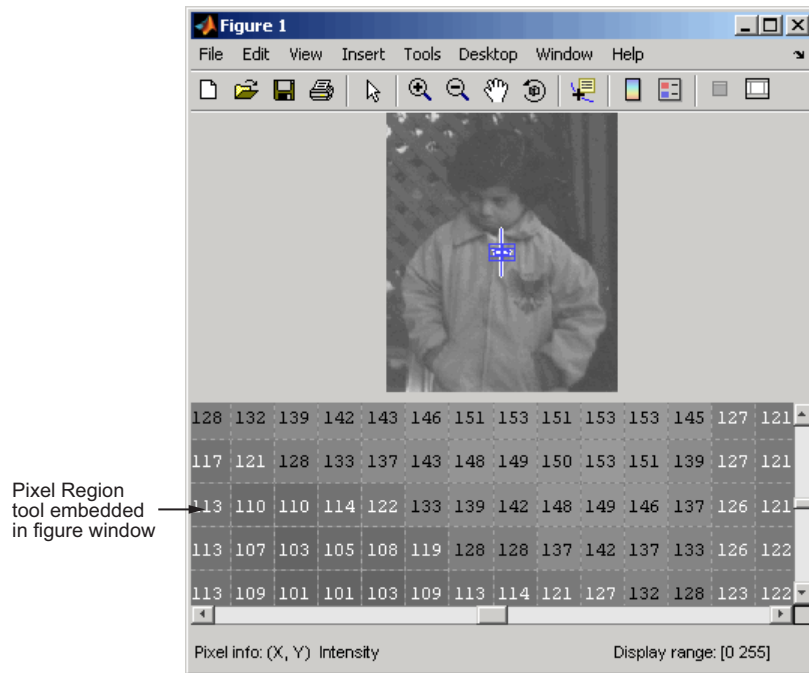 Figure 1
File Edit View Insert Tools Desktop Window Help
128 132 139 142 143 146 151 153 151 153 153 145 127 121
117 121 128 133 137 143 148 149 150 153 151 139 127 121
Pixel Region
tool embedded
in figure window
113 110 110 114 122 133 139 142 148 149 146 137 126 121
113 107 103 105 108 119 128 128 137 142 137 133 126 122
113 109 101 101 103 109 113 114 121 127 132 128 123 122
Pixel info: (X, Y) Intensity Display range: [0 255]